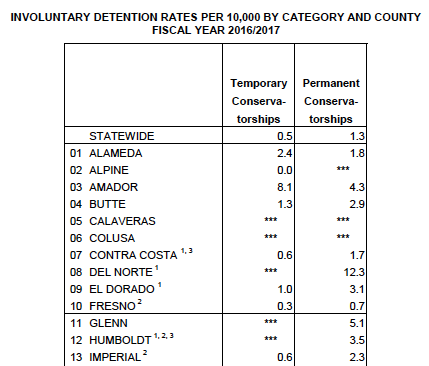 INVOLUNTARY DETENTION RATES PER 10,000 BY CATEGORY AND COUNTY
FISCAL YEAR 2016/2017
Temporary Conserva-torships Permanent Conserva-torships
STATEWIDE 0.5 1.3
01 ALAMEDA 2.4 1.8
02 ALPINE 0.0 ***
03 AMADOR 8.1 4.3
04 BUTTE 1.3 2.9
05 CALAVERAS *** ***
06 COLUSA *** ***
07 CONTRA COSTA 1, 3 0.6 1.7
08 DEL NORTE 1 *** 12.3
09 EL DORADO 1 1.0 3.1
10 FRESNO 2 0.3 0.7
11 GLENN *** 5.1
12 HUMBOLDT 1, 2, 3 *** 3.5
13 IMPERIAL 2 0.6 2.3